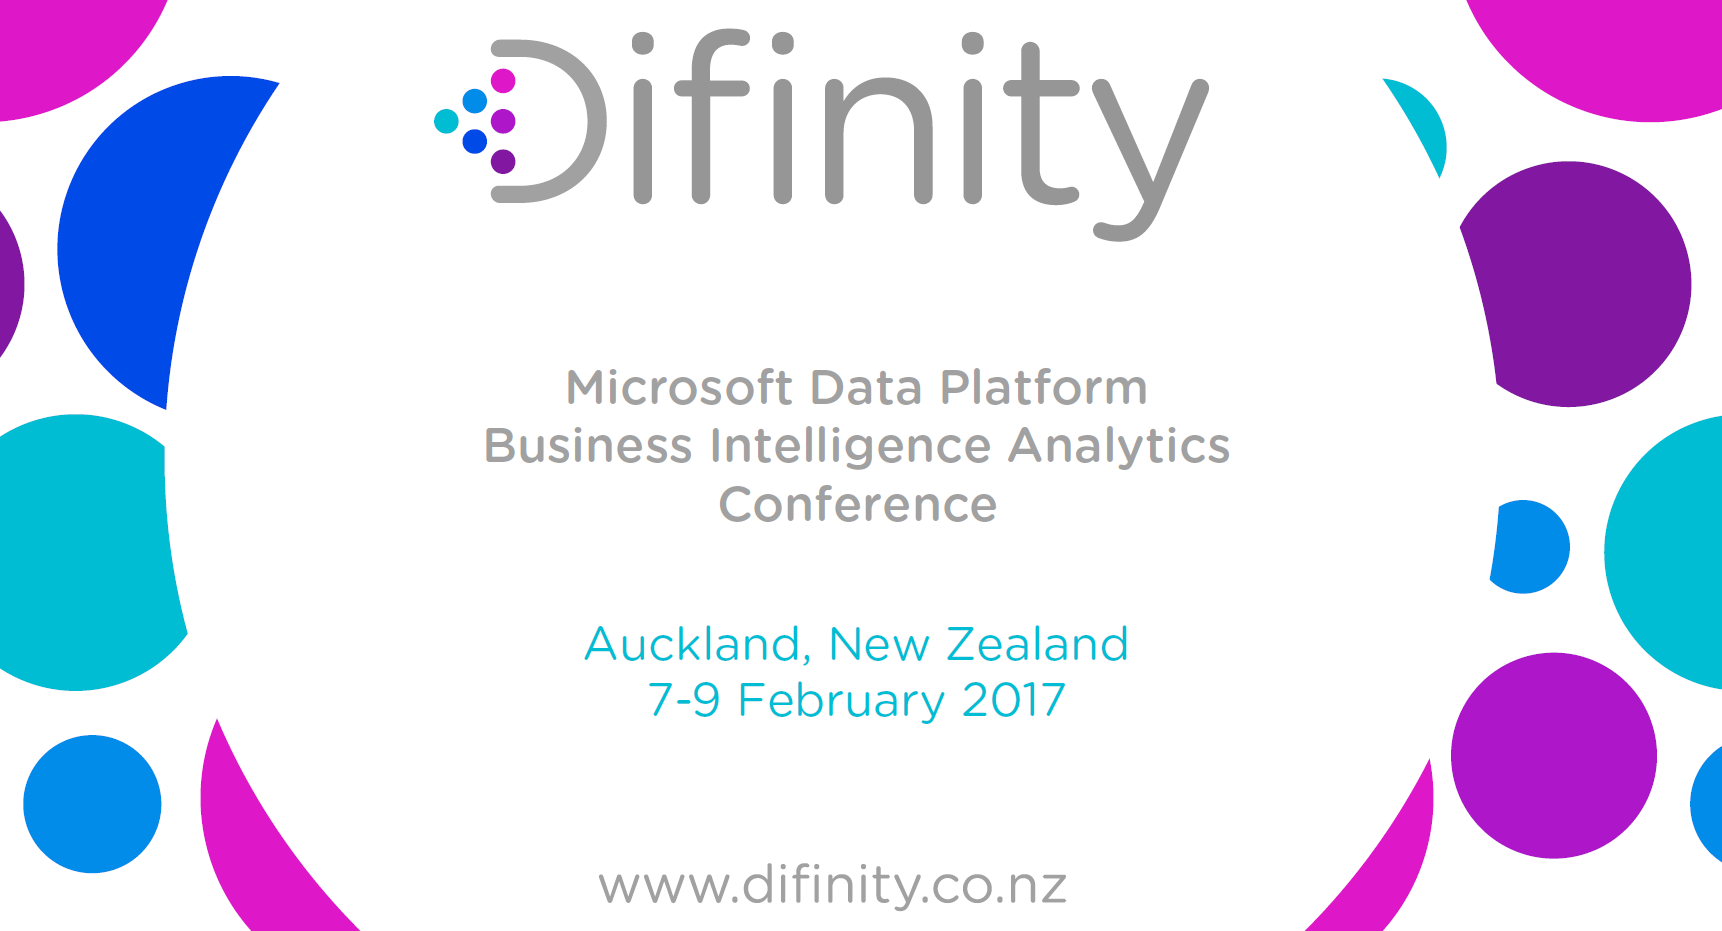 Difinity
Microsoft Data Platform
Business Intelligence Analytics
Conference
Auckland, New Zealand
7-9 February 2017
www.difinity.co.nz